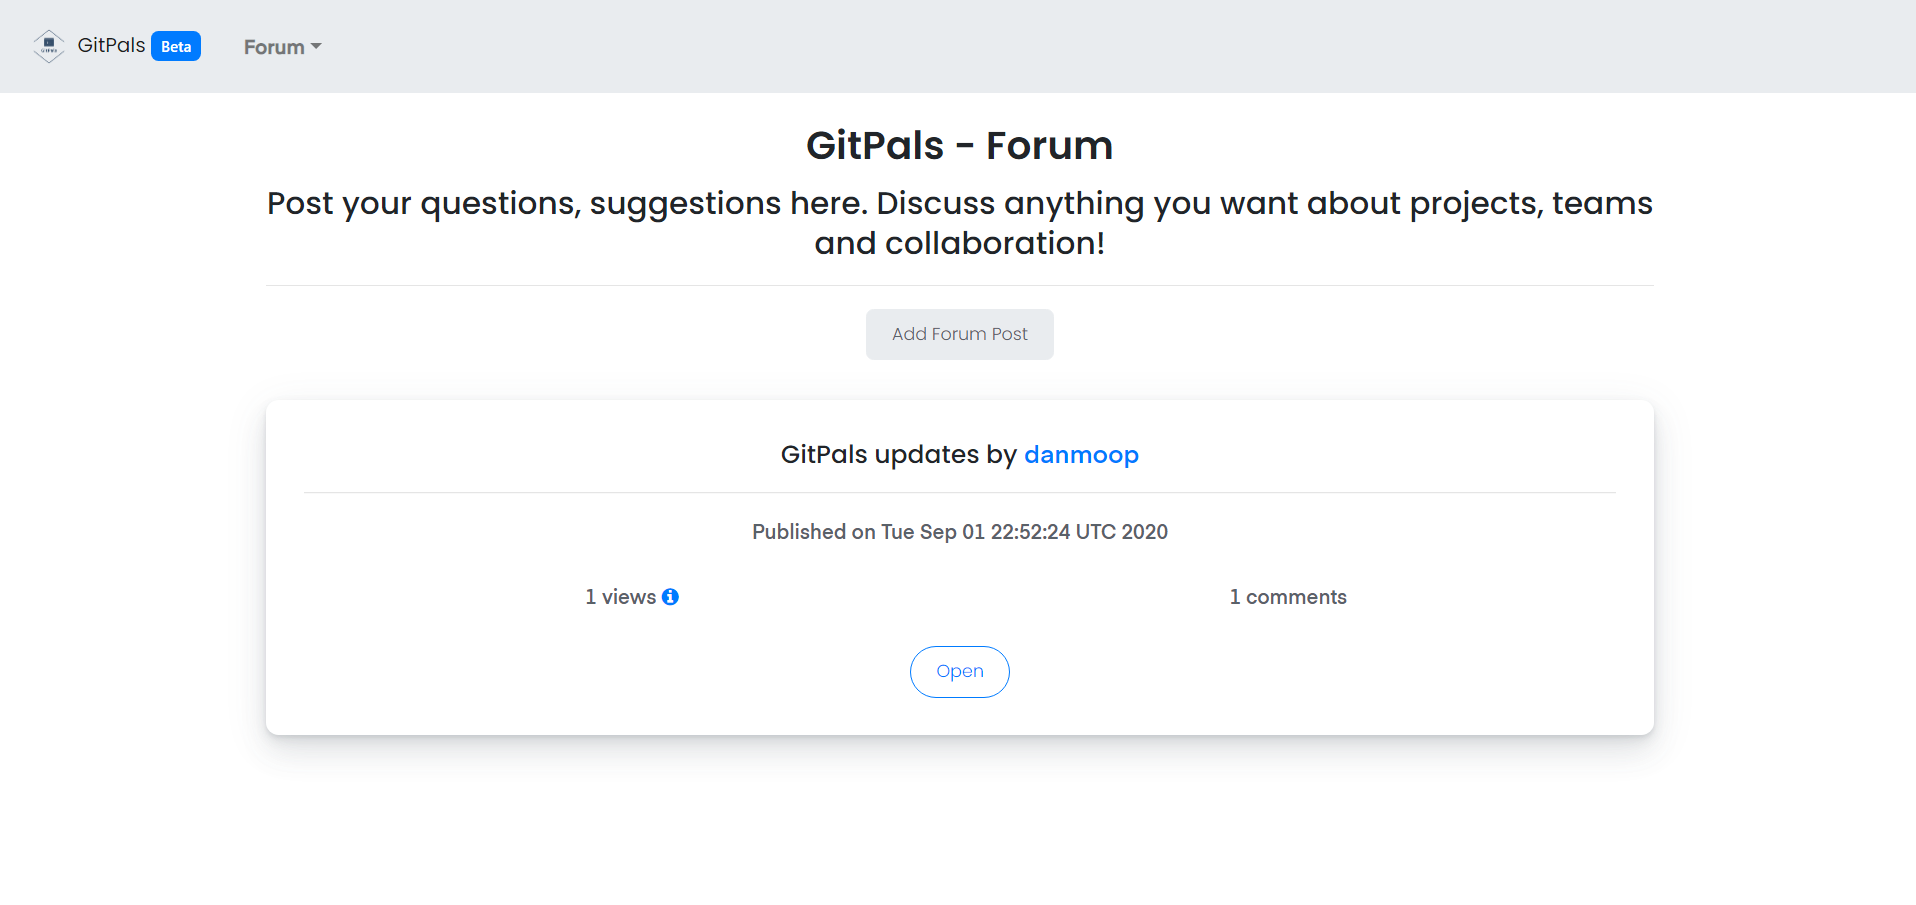 GitPals Beta Forum
GitPals - Forum
Post your questions, suggestions here. Discuss anything you want about projects, teams
and collaboration!
Add Forum Post
GitPals updates by danmoop
Published on Tue Sep 01 22:52:24 UTC 2020
1 views 1 comments
Open